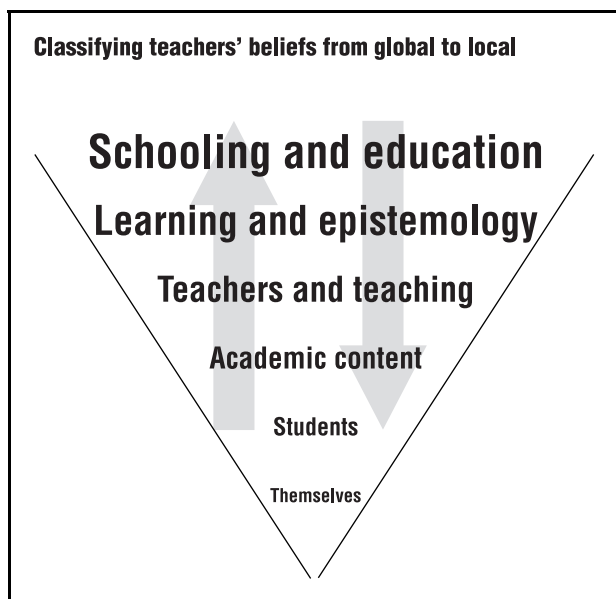 Classifying teachers’ beliefs from global to local
Schooling and education
Learning and epistemology
Teachers and teaching
Academic content
Students
Themselves